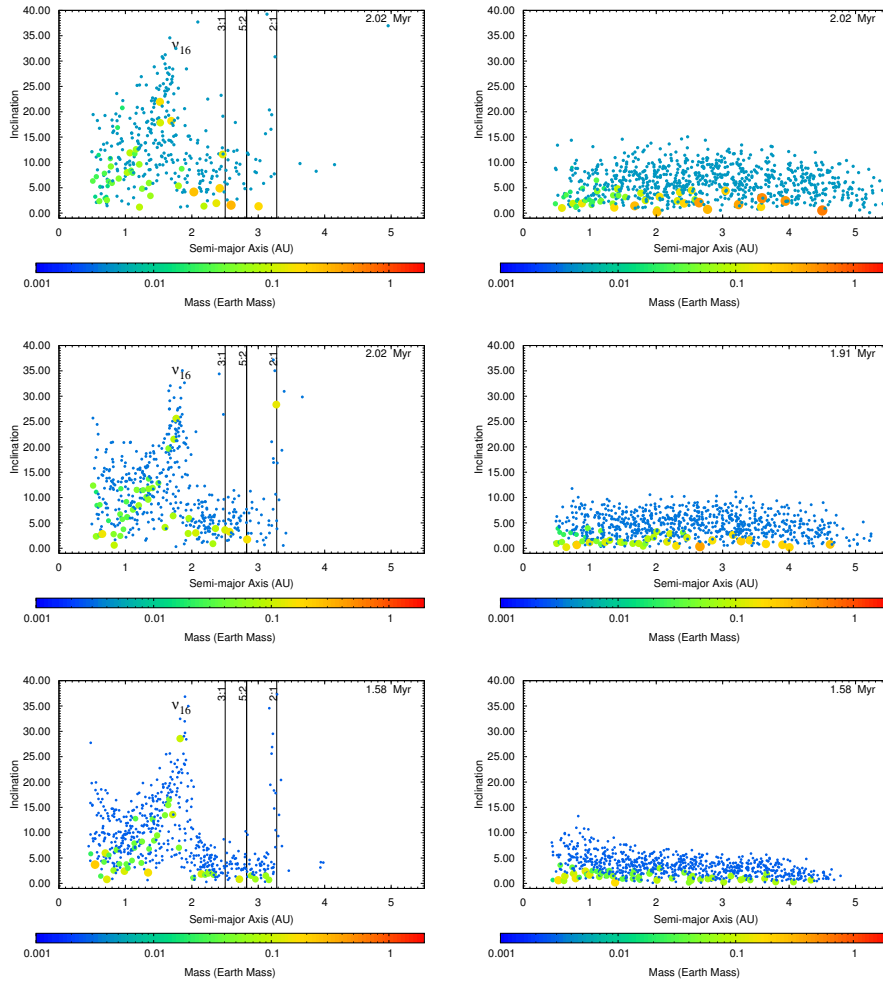 40.00
35.00
30.00
25.00
20.00
15.00
10.00
5.00
0.00
Inclination
ν16
3:1
5:2
2:1
2.02 Myr
0 1 2 3 4 5
Semi-major Axis (AU)
0.001 0.01 0.1 1
Mass (Earth Mass)
40.00
35.00
30.00
25.00
20.00
15.00
10.00
5.00
0.00
Inclination
2.02 Myr
0 1 2 3 4 5
Semi-major Axis (AU)
0.001 0.01 0.1 1
Mass (Earth Mass)
40.00
35.00
30.00
25.00
20.00
15.00
10.00
5.00
0.00
Inclination
ν16
3:1
5:2
2:1
2.02 Myr
0 1 2 3 4 5
Semi-major Axis (AU)
0.001 0.01 0.1 1
Mass (Earth Mass)
40.00
35.00
30.00
25.00
20.00
15.00
10.00
5.00
0.00
Inclination
1.91 Myr
0 1 2 3 4 5
Semi-major Axis (AU)
0.001 0.01 0.1 1
Mass (Earth Mass)
40.00
35.00
30.00
25.00
20.00
15.00
10.00
5.00
0.00
Inclination
ν16
3:1
5:2
2:1
1.58 Myr
0 1 2 3 4 5
Semi-major Axis (AU)
0.001 0.01 0.1 1
Mass (Earth Mass)
40.00
35.00
30.00
25.00
20.00
15.00
10.00
5.00
0.00
Inclination
1.58 Myr
0 1 2 3 4 5
Semi-major Axis (AU)
0.001 0.01 0.1 1
Mass (Earth Mass)